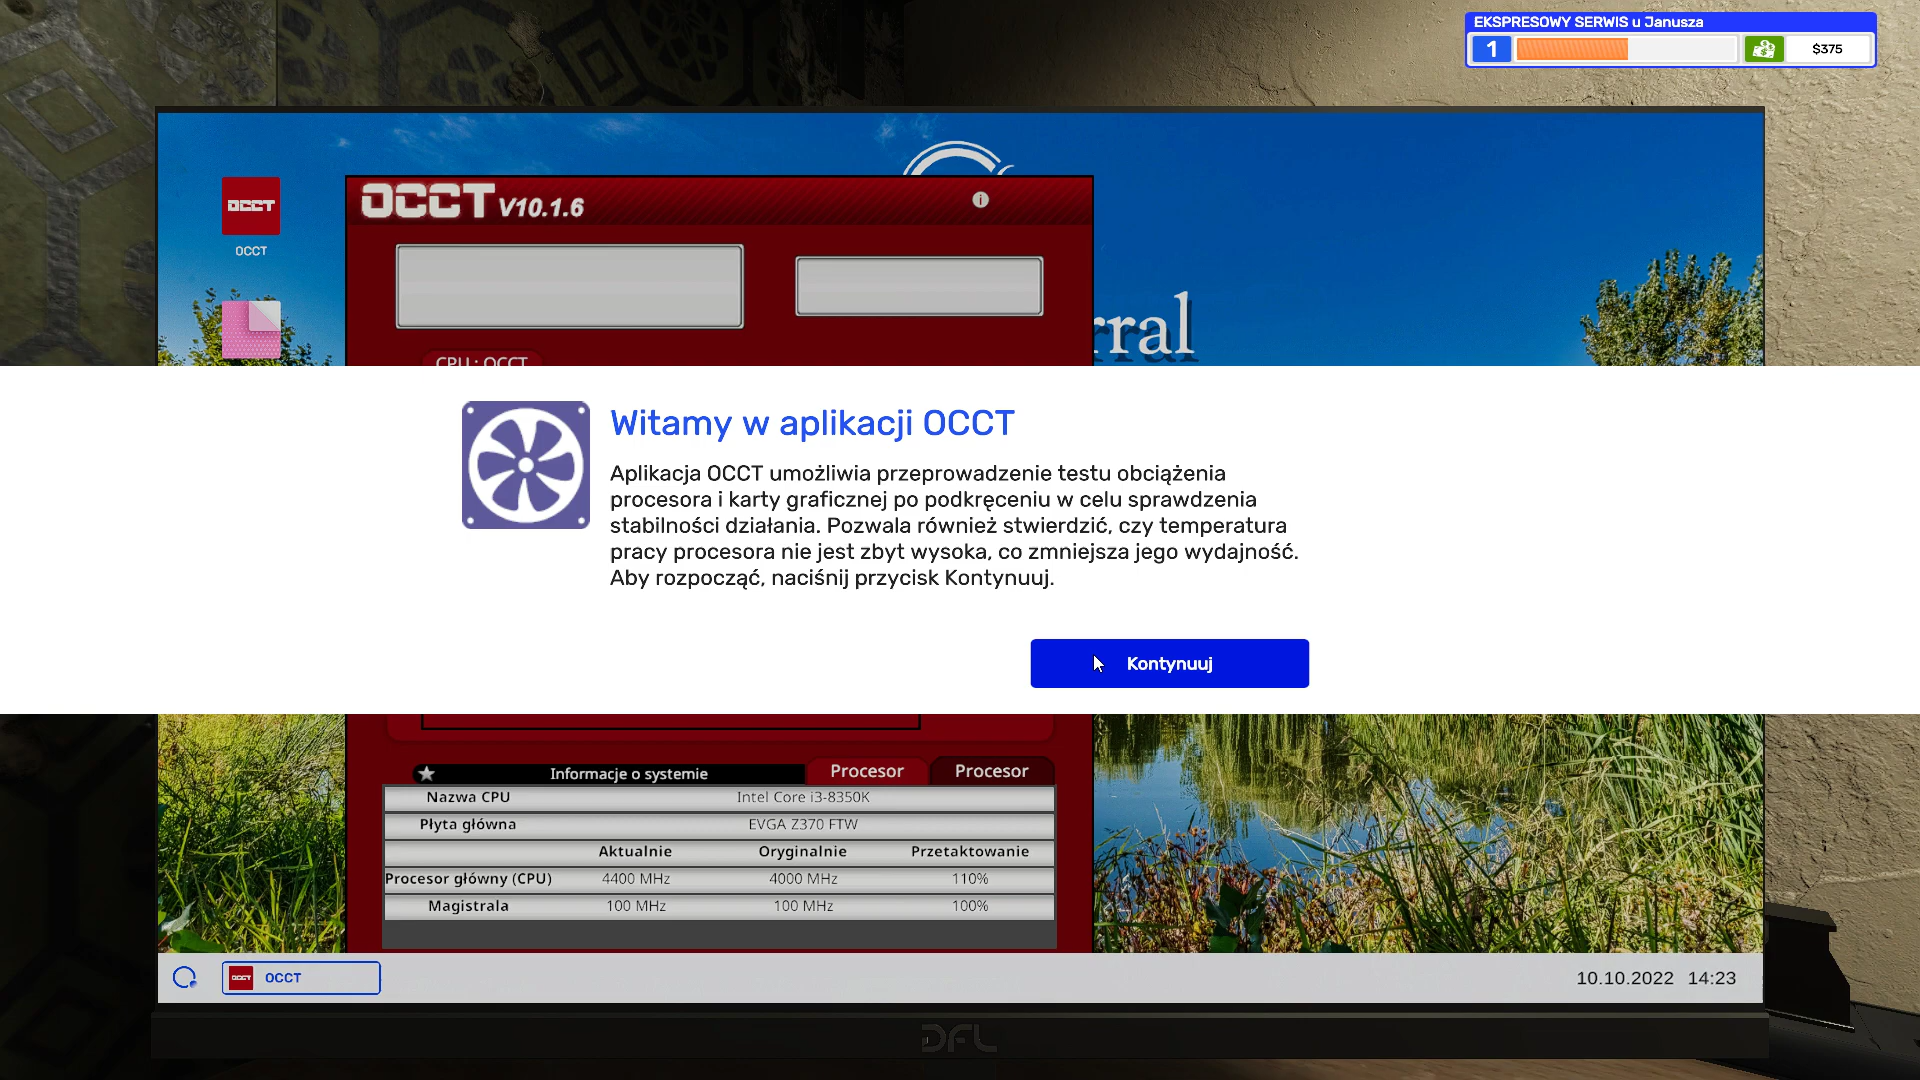 EKSPRESOWY SERWIS u Janusza
1
$375
OCCT V10.1.6
OCCT
OCCT
rral
CPU : OCCT
Witamy w aplikacji OCCT
Aplikacja OCCT umożliwia przeprowadzenie testu obciążenia
procesora i karty graficznej po podkręceniu w celu sprawdzenia
stabilności działania. Pozwala również stwierdzić, czy temperatura
pracy procesora nie jest zbyt wysoka, co zmniejsza jego wydajność.
Aby rozpocząć, naciśnij przycisk Kontynuuj.
Kontynuuj
Informacje o systemie Procesor Procesor
Nazwa CPU Intel Core i3-8350K
Płyta główna EVGA Z370 FTW
Aktualnie Oryginalnie Przetaktowanie
Procesor główny (CPU) 4400 MHz 4000 MHz 110%
Magistrala 100 MHz 100 MHz 100%
OCCT OCCT
10.10.2022 14:23
DFL